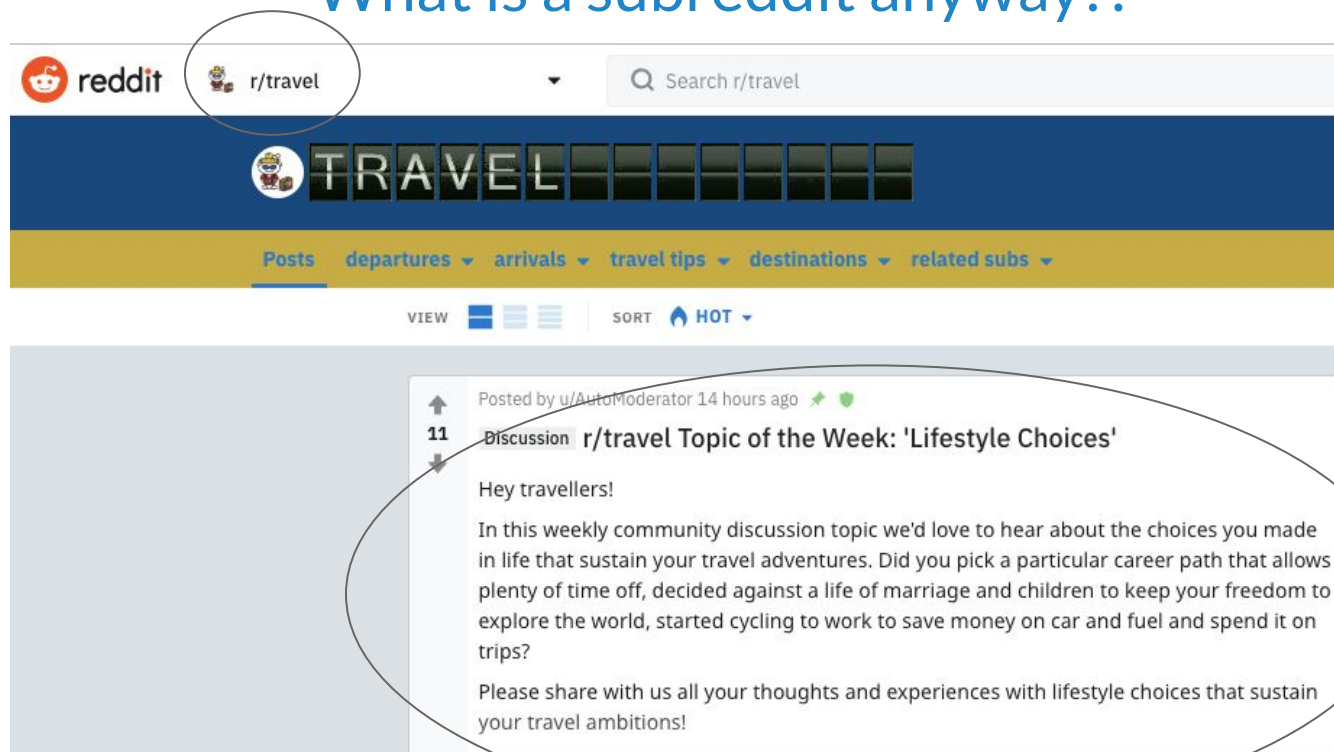 What is a subreddit anyway??
reddit r/travel Search r/travel
TRAVEL
Posts departures arrivals travel tips destinations related subs
VIEW SORT HOT
Posted by u/AutoModerator 14 hours ago
11 Discussion r/travel Topic of the Week: 'Lifestyle Choices'
Hey travellers!
In this weekly community discussion topic we'd love to hear about the choices you made
in life that sustain your travel adventures. Did you pick a particular career path that allows
plenty of time off, decided against a life of marriage and children to keep your freedom to
explore the world, started cycling to work to save money on car and fuel and spend it on
trips?
Please share with us all your thoughts and experiences with lifestyle choices that sustain
your travel ambitions!